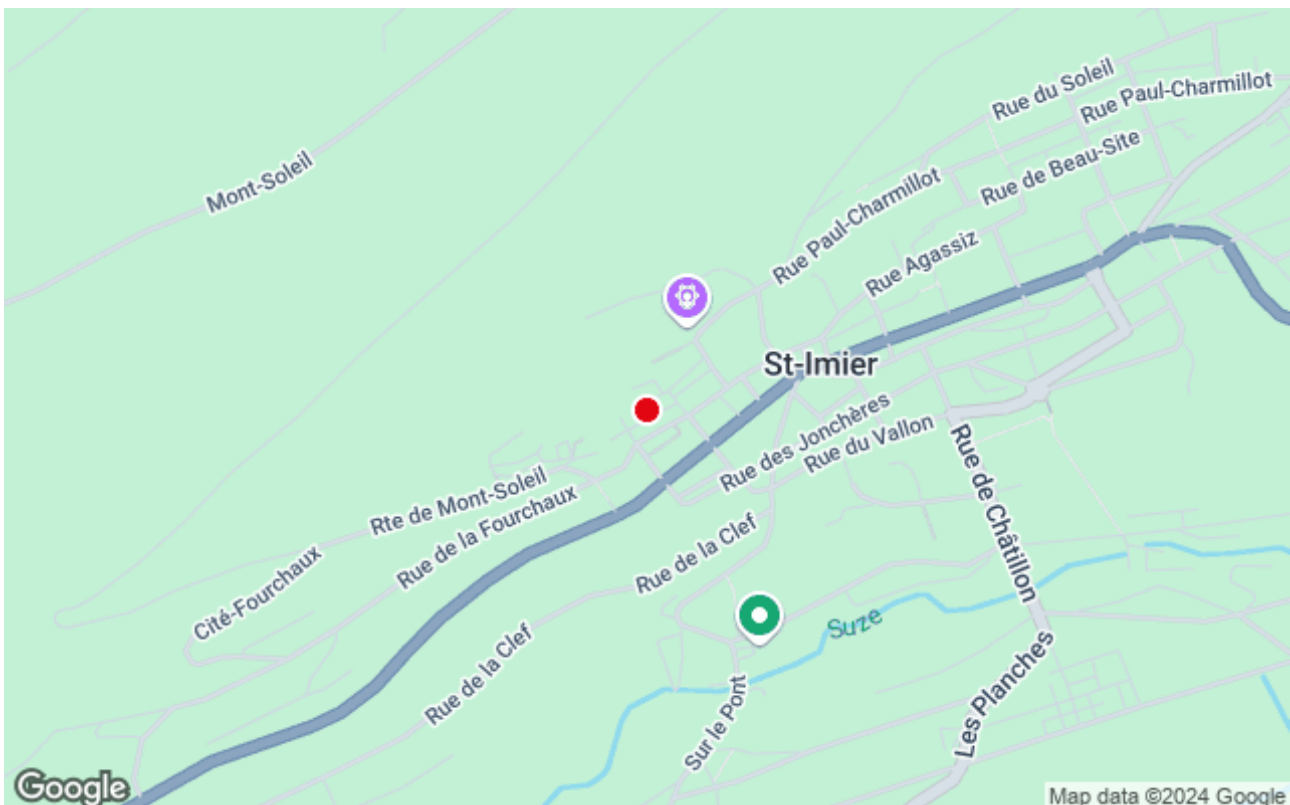 Rue du Soleil
Rue Paul-Charmillot
Mont-Soleil
Rue de Beau-Site
Rue Paul-Charmillot
Rue Agassiz
St-Imier
Rue des Jonchères
Rue du Vallon
Rue de Châtillon
Rte de Mont-Soleil
Rue de la Fourchaux
Rue de la Clef
Cité-Fourchaux
Suze
Rue de la Clef
Les Planches
Sur le Pont
Google
Map data ©2024 Google